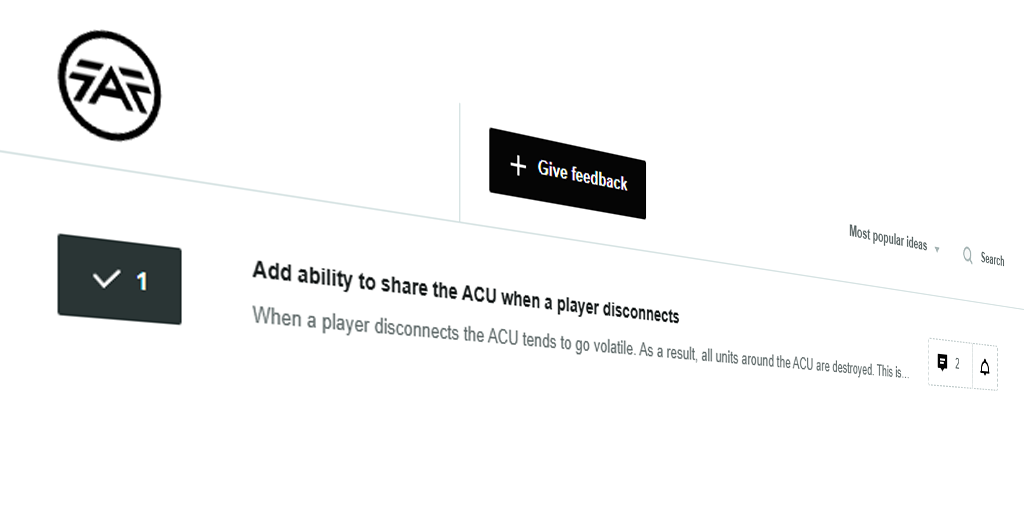 FAF
Give feedback
Most popular ideas
Search
1
Add ability to share the ACU when a player disconnects
When a player disconnects the ACU tends to go volatile. As a result, all units around the ACU are destroyed. This is...
2